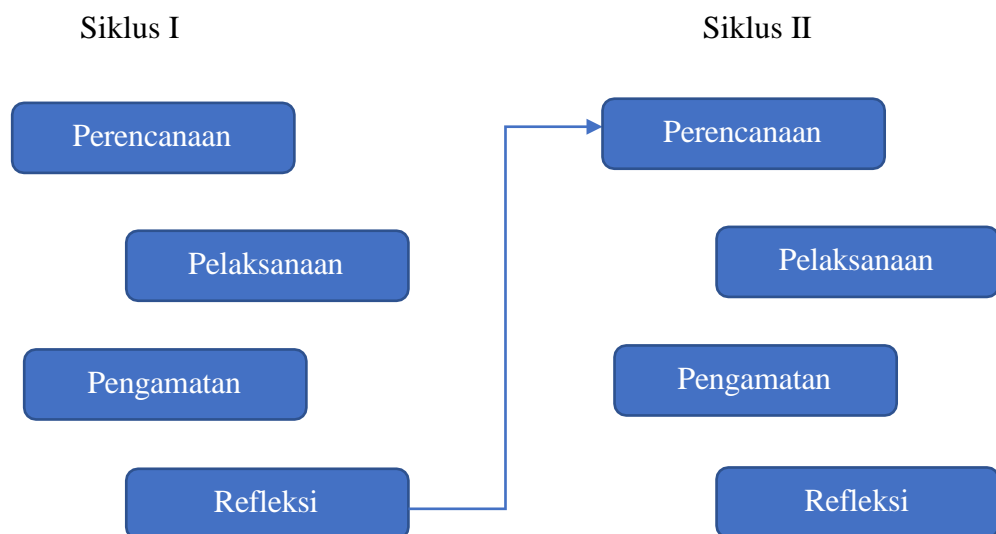 Siklus I
Perencanaan
Pelaksanaan
Pengamatan
Refleksi
Siklus II
Perencanaan
Pelaksanaan
Pengamatan
Refleksi